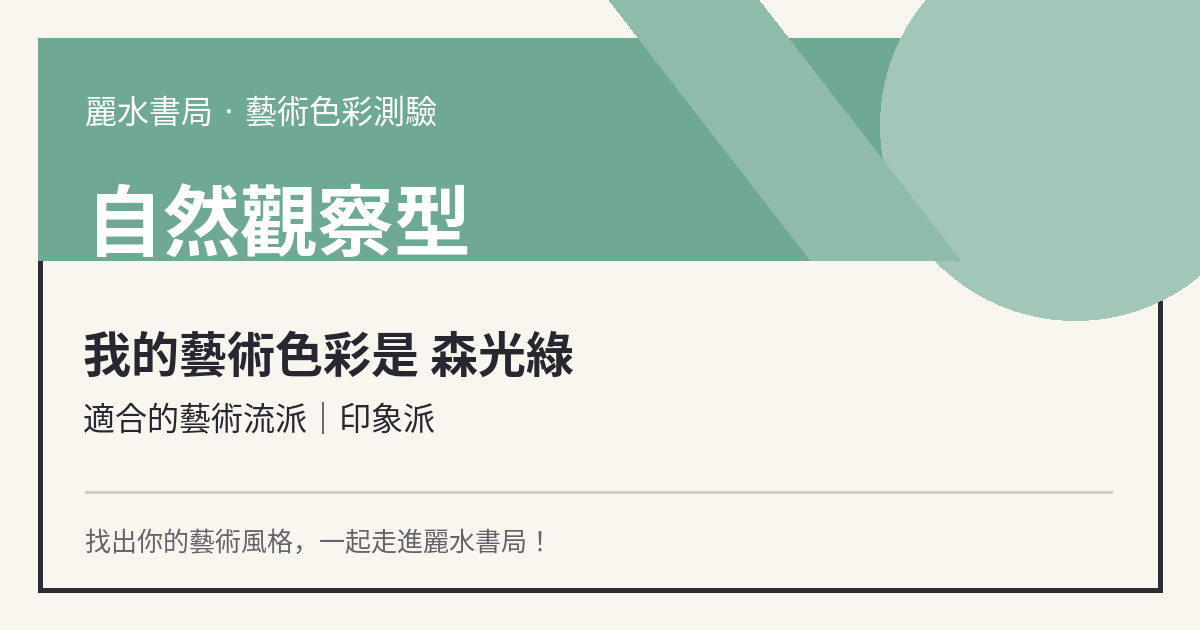 麗水書局 · 藝術色彩測驗
自然觀察型
我的藝術色彩是 森光綠
適合的藝術流派｜印象派
找出你的藝術風格，一起走進麗水書局！